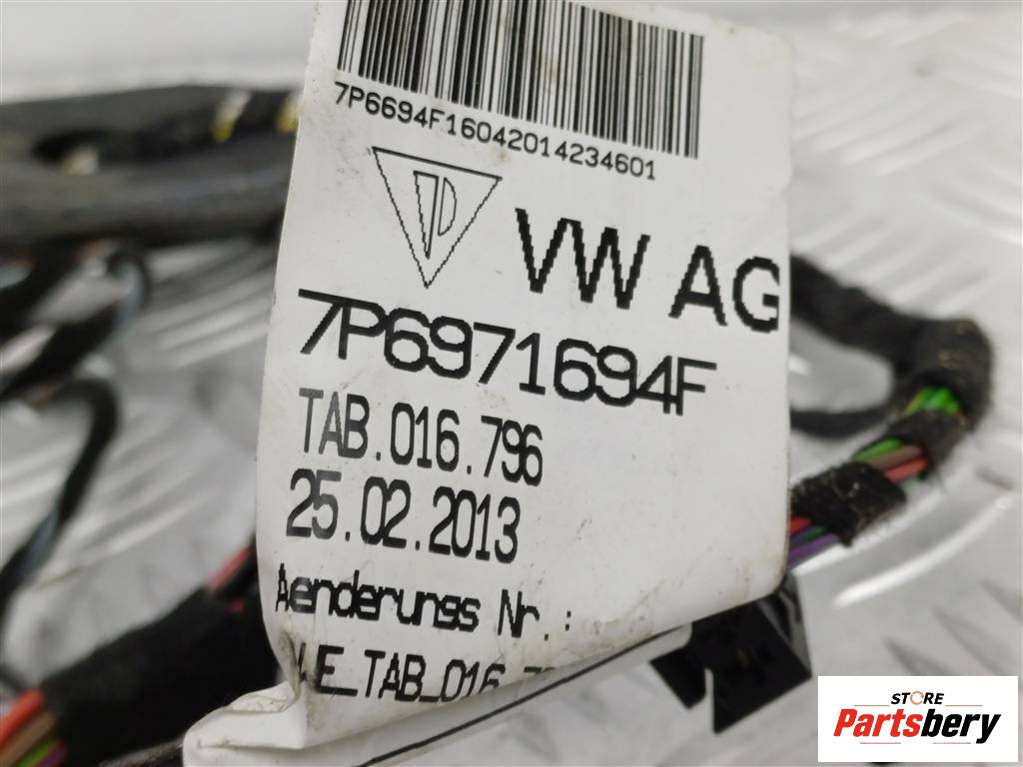 7P6694F16042014234601
VW AG
7P6971694F
TAB.016.796
25.02.2013
Aenderungs Nr.:
STORE
Partsbery